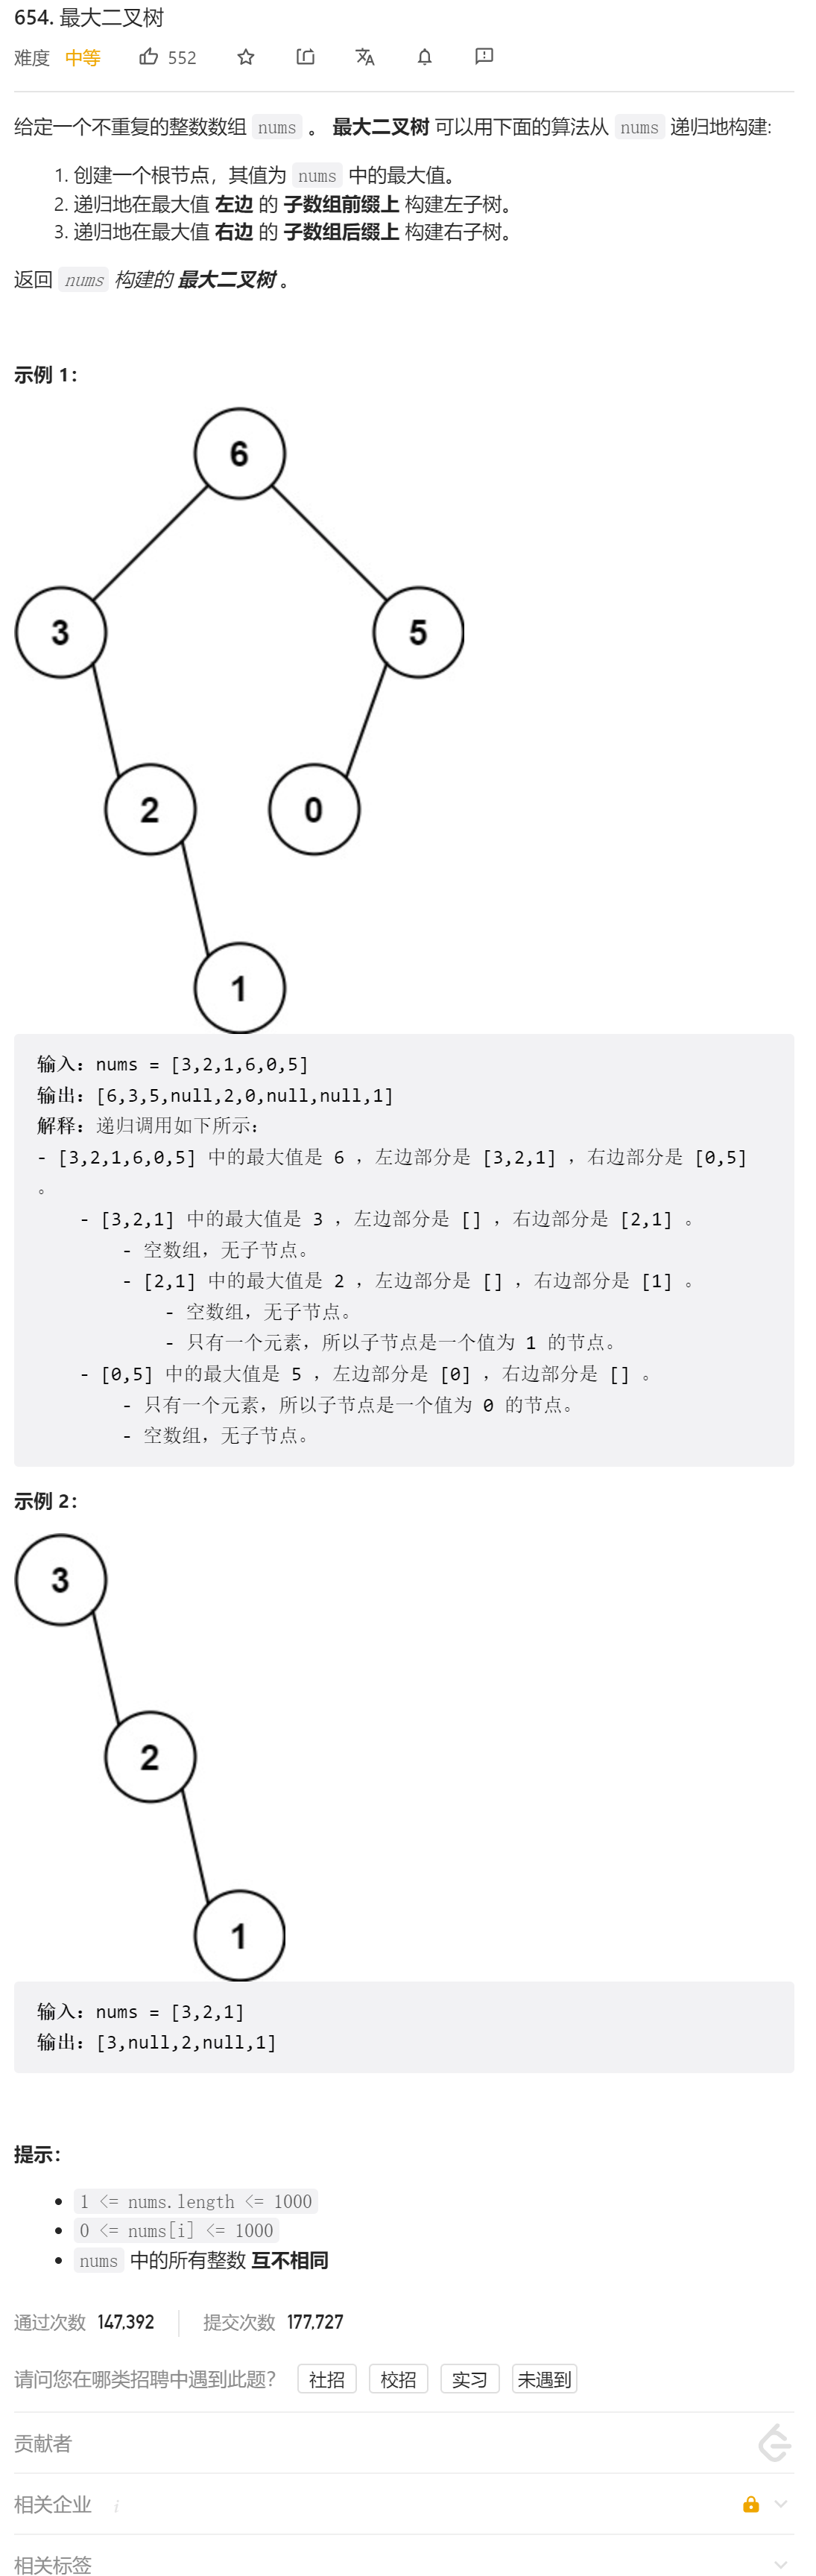 654. 最大二叉树
难度 中等 552
给定一个不重复的整数数组 nums 。 最大二叉树 可以用下面的算法从 nums 递归地构建:
1. 创建一个根节点，其值为 nums 中的最大值。
2. 递归地在最大值 左边 的 子数组前缀上 构建左子树。
3. 递归地在最大值 右边 的 子数组后缀上 构建右子树。
返回 nums 构建的 最大二叉树 。
示例 1：
6
3 5
2 0
1
输入：nums = [3,2,1,6,0,5]
输出：[6,3,5,null,2,0,null,null,1]
解释：递归调用如下所示：
- [3,2,1,6,0,5] 中的最大值是 6 ，左边部分是 [3,2,1] ，右边部分是 [0,5]
。
- [3,2,1] 中的最大值是 3 ，左边部分是 [] ，右边部分是 [2,1] 。
- 空数组，无子节点。
- [2,1] 中的最大值是 2 ，左边部分是 [] ，右边部分是 [1] 。
- 空数组，无子节点。
- 只有一个元素，所以子节点是一个值为 1 的节点。
- [0,5] 中的最大值是 5 ，左边部分是 [0] ，右边部分是 [] 。
- 只有一个元素，所以子节点是一个值为 0 的节点。
- 空数组，无子节点。
示例 2：
3
2
1
输入：nums = [3,2,1]
输出：[3,null,2,null,1]
提示：
• 1 <= nums.length <= 1000
• 0 <= nums[i] <= 1000
• nums 中的所有整数 互不相同
通过次数 147,392 提交次数 177,727
请问您在哪类招聘中遇到此题？ 社招 校招 实习 未遇到
贡献者
相关企业 i
相关标签